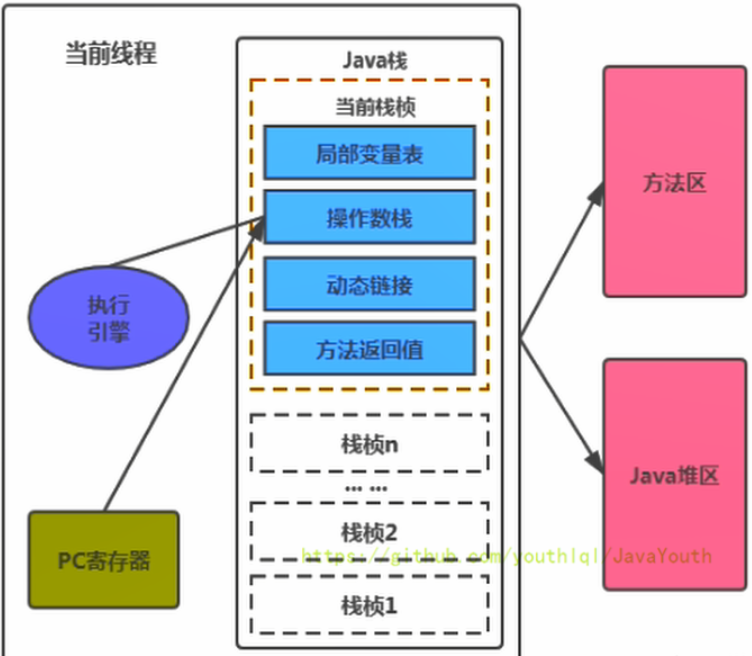 当前线程
Java栈
当前栈桢
局部变量表
操作数栈
动态链接
方法返回值
执行
引擎
栈桢n
... ...
栈桢2
栈桢1
PC寄存器
方法区
Java堆区
https://github.com/youthlql/JavaYouth